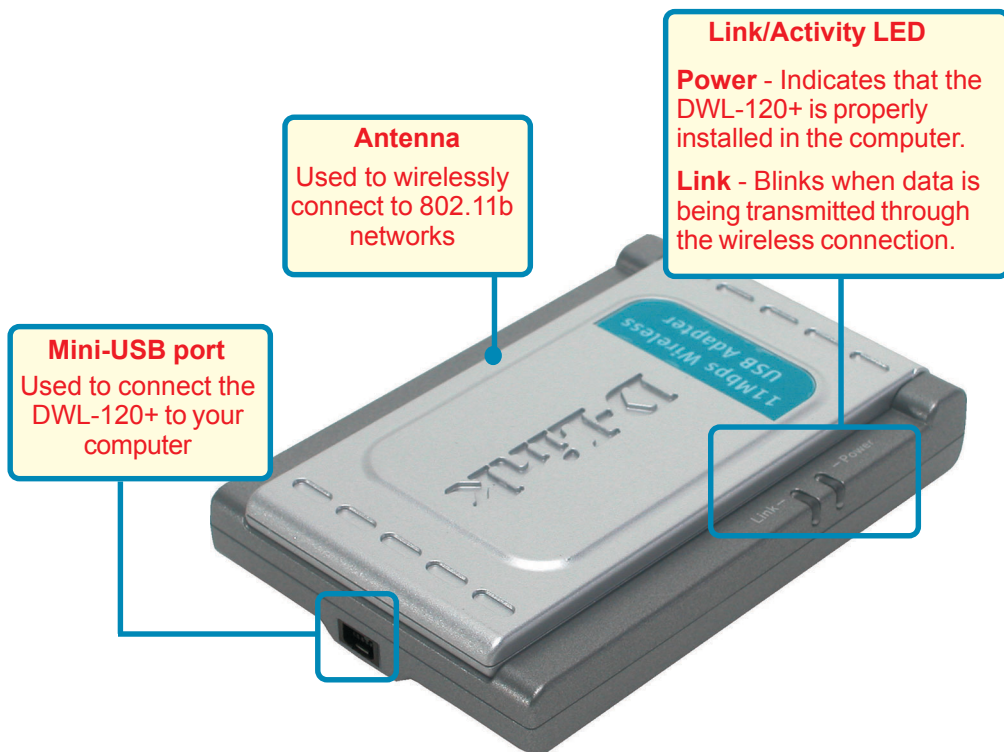 Link/Activity LED
Power - Indicates that the
DWL-120+ is properly
installed in the computer.
Link - Blinks when data is
being transmitted through
the wireless connection.
Antenna
Used to wirelessly
connect to 802.11b
networks
Mini-USB port
Used to connect the
DWL-120+ to your
computer
11Mbps Wireless
USB Adapter
D-Link
Link
Power